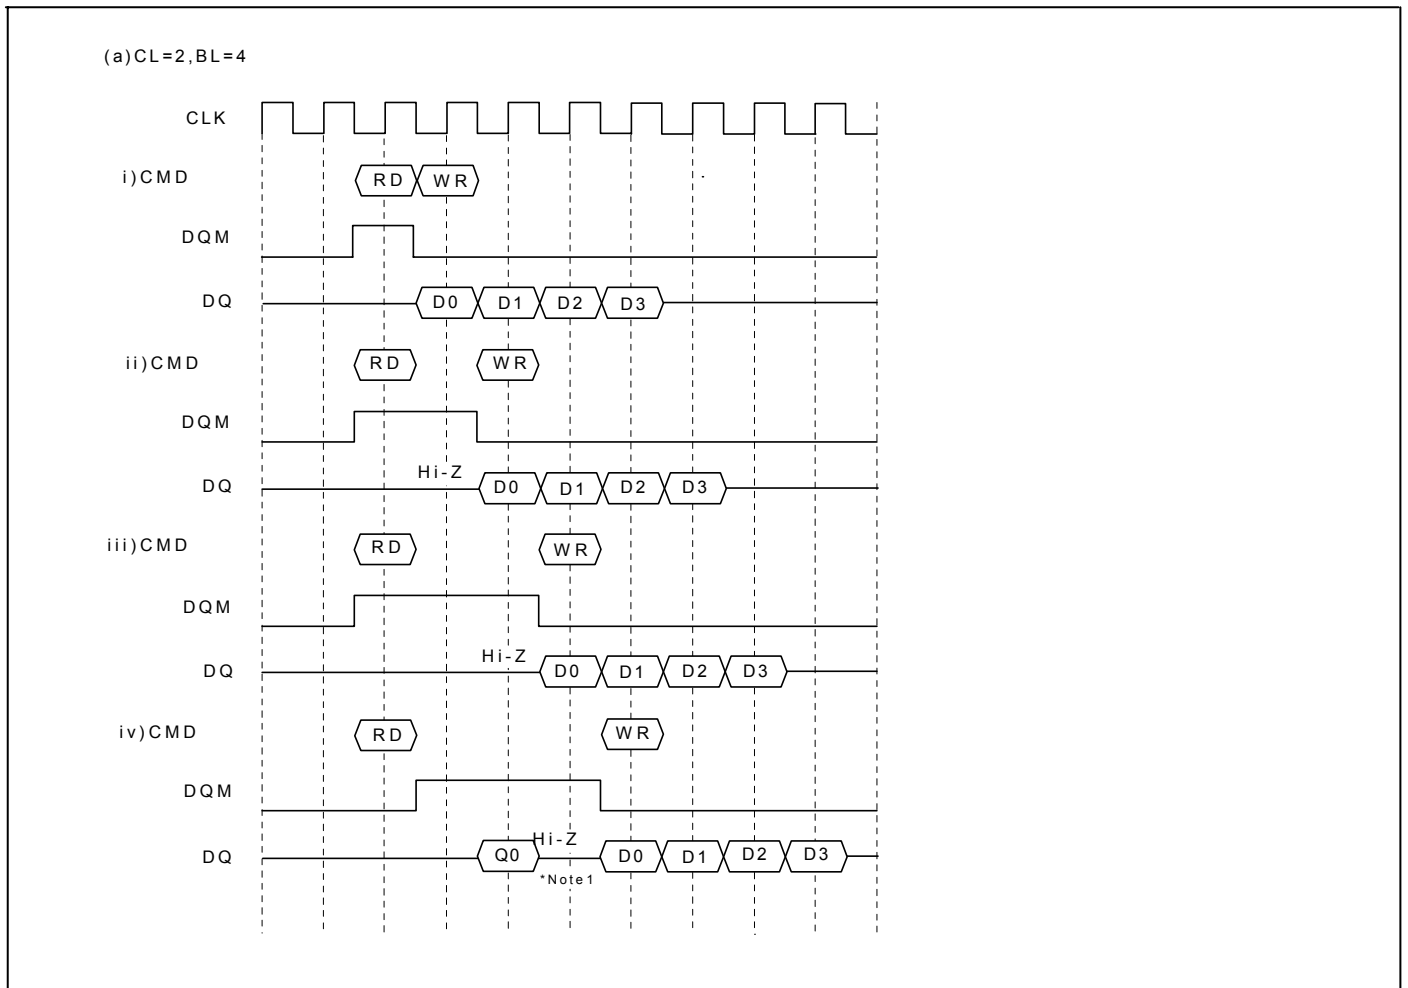 (a)CL=2,BL=4
CLK
i)CMD RD WR
DQM
DQ D0 D1 D2 D3
ii)CMD RD WR
DQM
Hi-Z
DQ D0 D1 D2 D3
iii)CMD RD WR
DQM
Hi-Z
DQ D0 D1 D2 D3
iv)CMD RD WR
DQM
Hi-Z
DQ Q0 D0 D1 D2 D3
*Note1